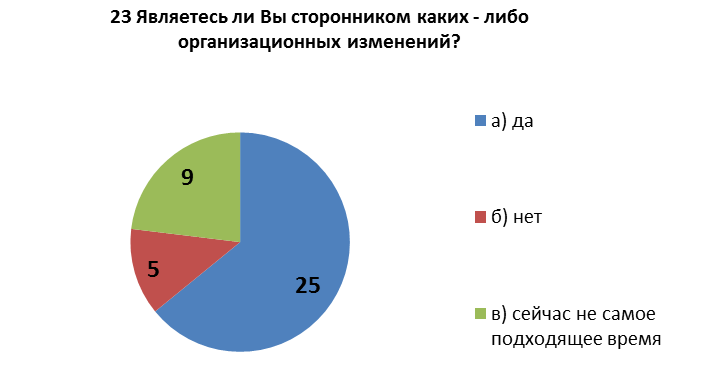 23 Являетесь ли Вы сторонником каких - либо
организационных изменений?
а) да
9
б) нет
5
25
в) сейчас не самое
подходящее время